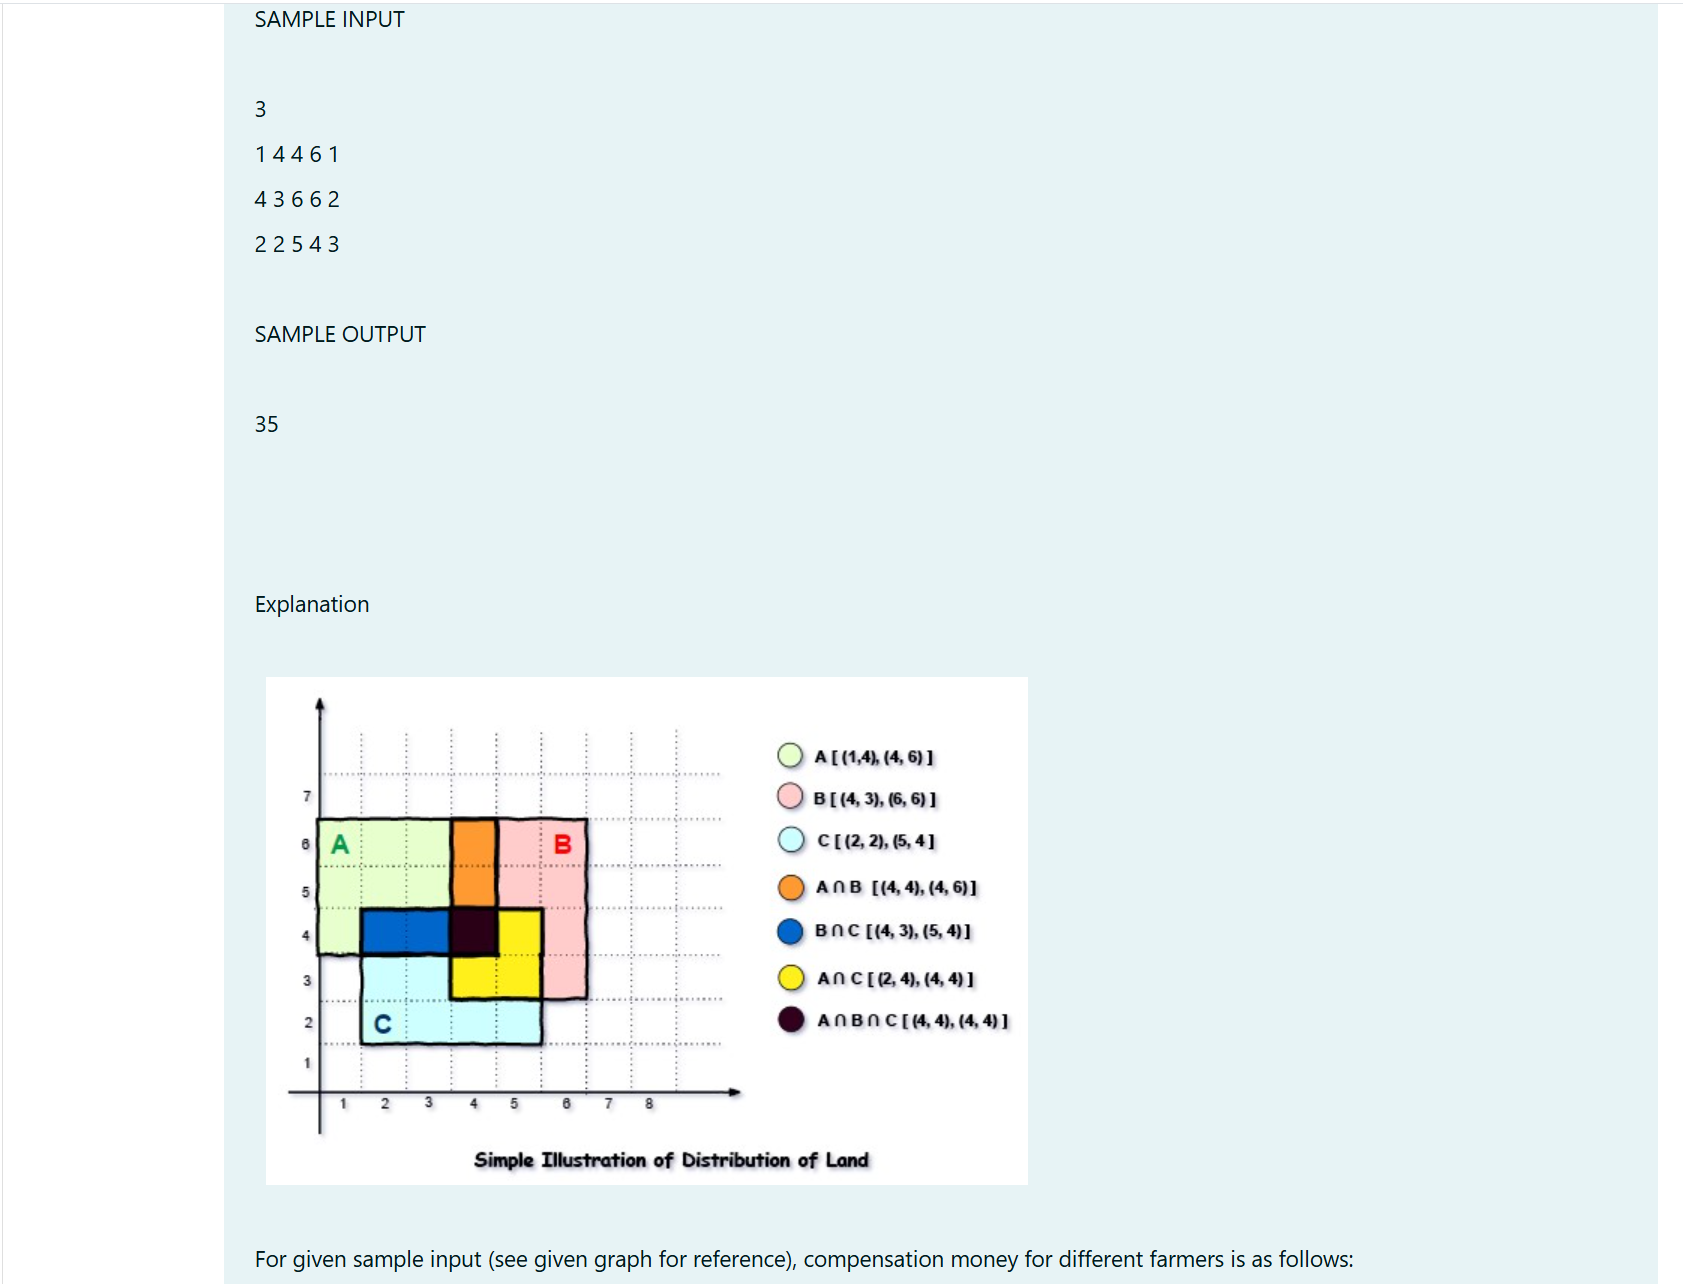 SAMPLE INPUT
3
1 4 4 6 1
4 3 6 6 2
2 2 5 4 3
SAMPLE OUTPUT
35
Explanation
7
6
5
4
3
2
1
A
B
C
1 2 3 4 5 6 7 8
A [ (1,4), (4, 6) ]
B [ (4, 3), (6, 6) ]
C [ (2, 2), (5, 4 ]
A ∩ B [(4, 4), (4, 6)]
B ∩ C [(4, 3), (5, 4)]
A ∩ C [ (2, 4), (4, 4) ]
A ∩ B ∩ C [ (4, 4), (4, 4) ]
Simple Illustration of Distribution of Land
For given sample input (see given graph for reference), compensation money for different farmers is as follows: